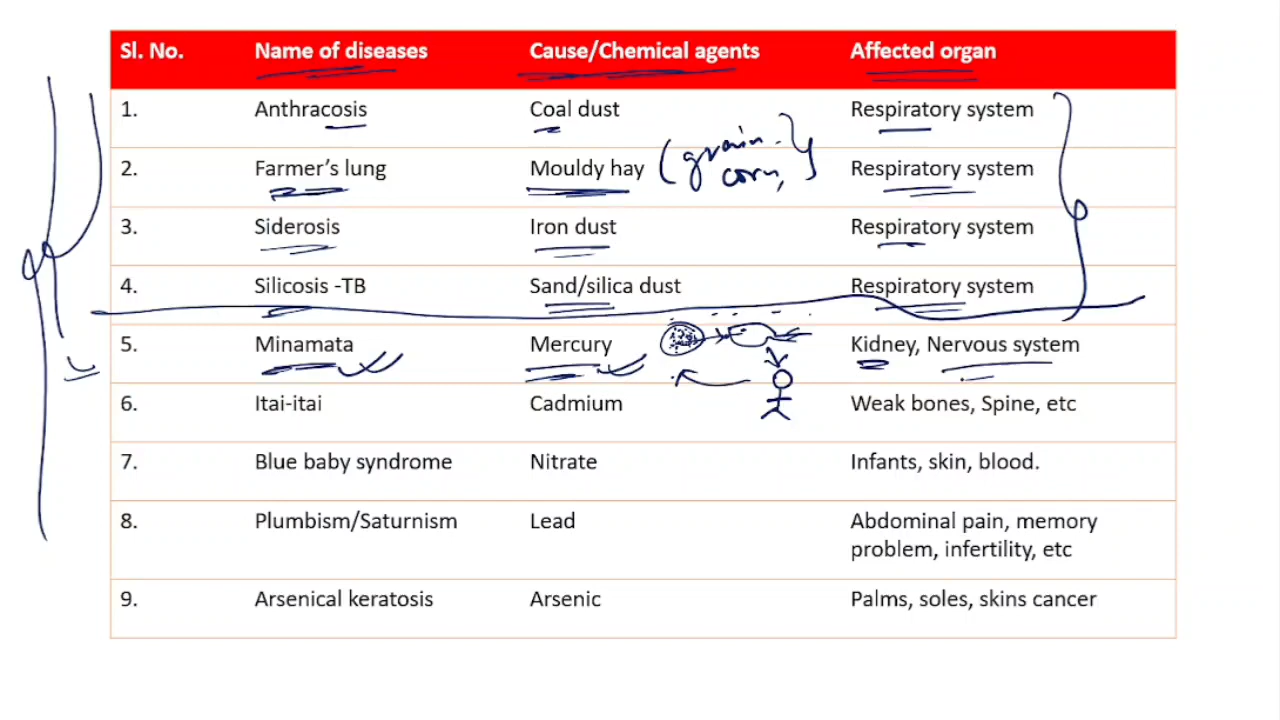 Sl. No. Name of diseases Cause/Chemical agents Affected organ
1. Anthracosis Coal dust Respiratory system
2. Farmer’s lung Mouldy hay (grain, corn, Respiratory system
3. Siderosis Iron dust Respiratory system
4. Silicosis -TB Sand/silica dust Respiratory system
5. Minamata Mercury Kidney, Nervous system
6. Itai-itai Cadmium Weak bones, Spine, etc
7. Blue baby syndrome Nitrate Infants, skin, blood.
8. Plumbism/Saturnism Lead Abdominal pain, memory
problem, infertility, etc
9. Arsenical keratosis Arsenic Palms, soles, skins cancer